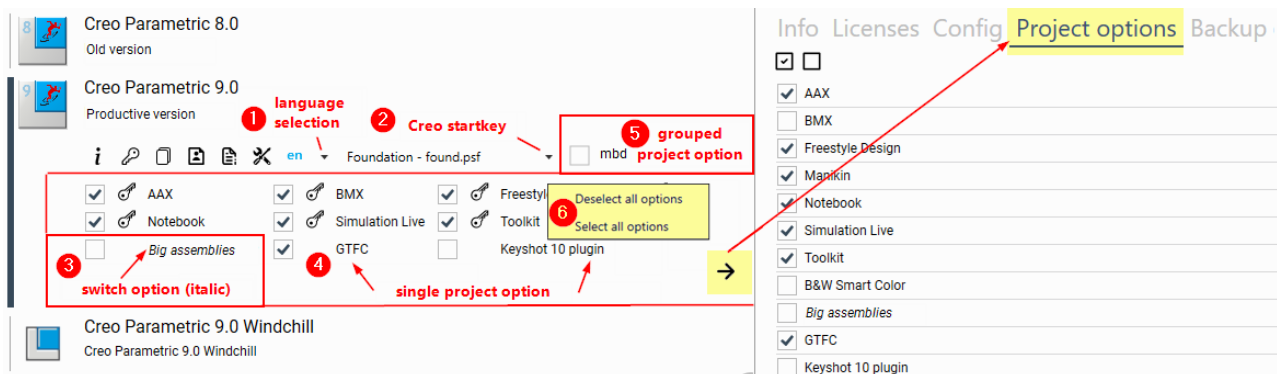 8
Creo Parametric 8.0
Old version
9
Creo Parametric 9.0
Productive version
1
language
selection
2
Creo startkey
5
grouped
project option
i
en
Foundation - found.psf
mbd
AAX
BMX
Freestyl
Notebook
Simulation Live
Toolkit
6
Deselect all options
Select all options
Big assemblies
GTFC
Keyshot 10 plugin
3
switch option (italic)
4
single project option
Creo Parametric 9.0 Windchill
Creo Parametric 9.0 Windchill
Info Licenses Config Project options Backup
AAX
BMX
Freestyle Design
Manikin
Notebook
Simulation Live
Toolkit
B&W Smart Color
Big assemblies
GTFC
Keyshot 10 plugin